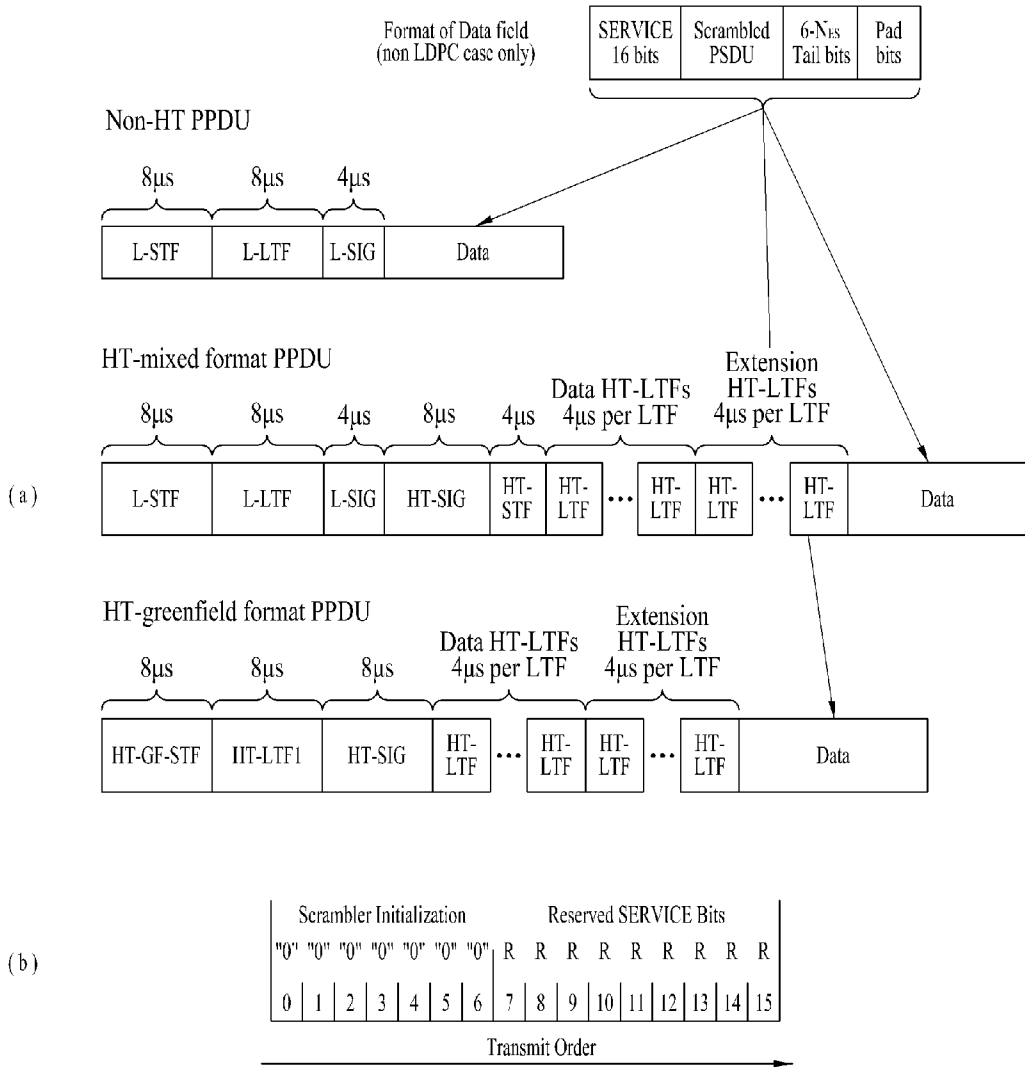 Format of Data field
(non LDPC case only)
SERVICE
16 bits
Scrambled
PSDU
6-NES
Tail bits
Pad
bits
Non-HT PPDU
8µs
8µs
4µs
L-STF
L-LTF
L-SIG
Data
HT-mixed format PPDU
8µs
8µs
4µs
8µs
4µs
Data HT-LTFs
4µs per LTF
Extension
HT-LTFs
4µs per LTF
(a)
L-STF
L-LTF
L-SIG
HT-SIG
HT-
STF
HT-
LTF
•••
HT-
LTF
HT-
LTF
•••
HT-
LTF
Data
HT-greenfield format PPDU
8µs
8µs
8µs
Data HT-LTFs
4µs per LTF
Extension
HT-LTFs
4µs per LTF
HT-GF-STF
HT-LTF1
HT-SIG
HT-
LTF
•••
HT-
LTF
HT-
LTF
•••
HT-
LTF
Data
(b)
Scrambler Initialization
Reserved SERVICE Bits
"0" "0" "0" "0" "0" "0" "0" R R R R R R R R R
0 1 2 3 4 5 6 7 8 9 10 11 12 13 14 15
Transmit Order